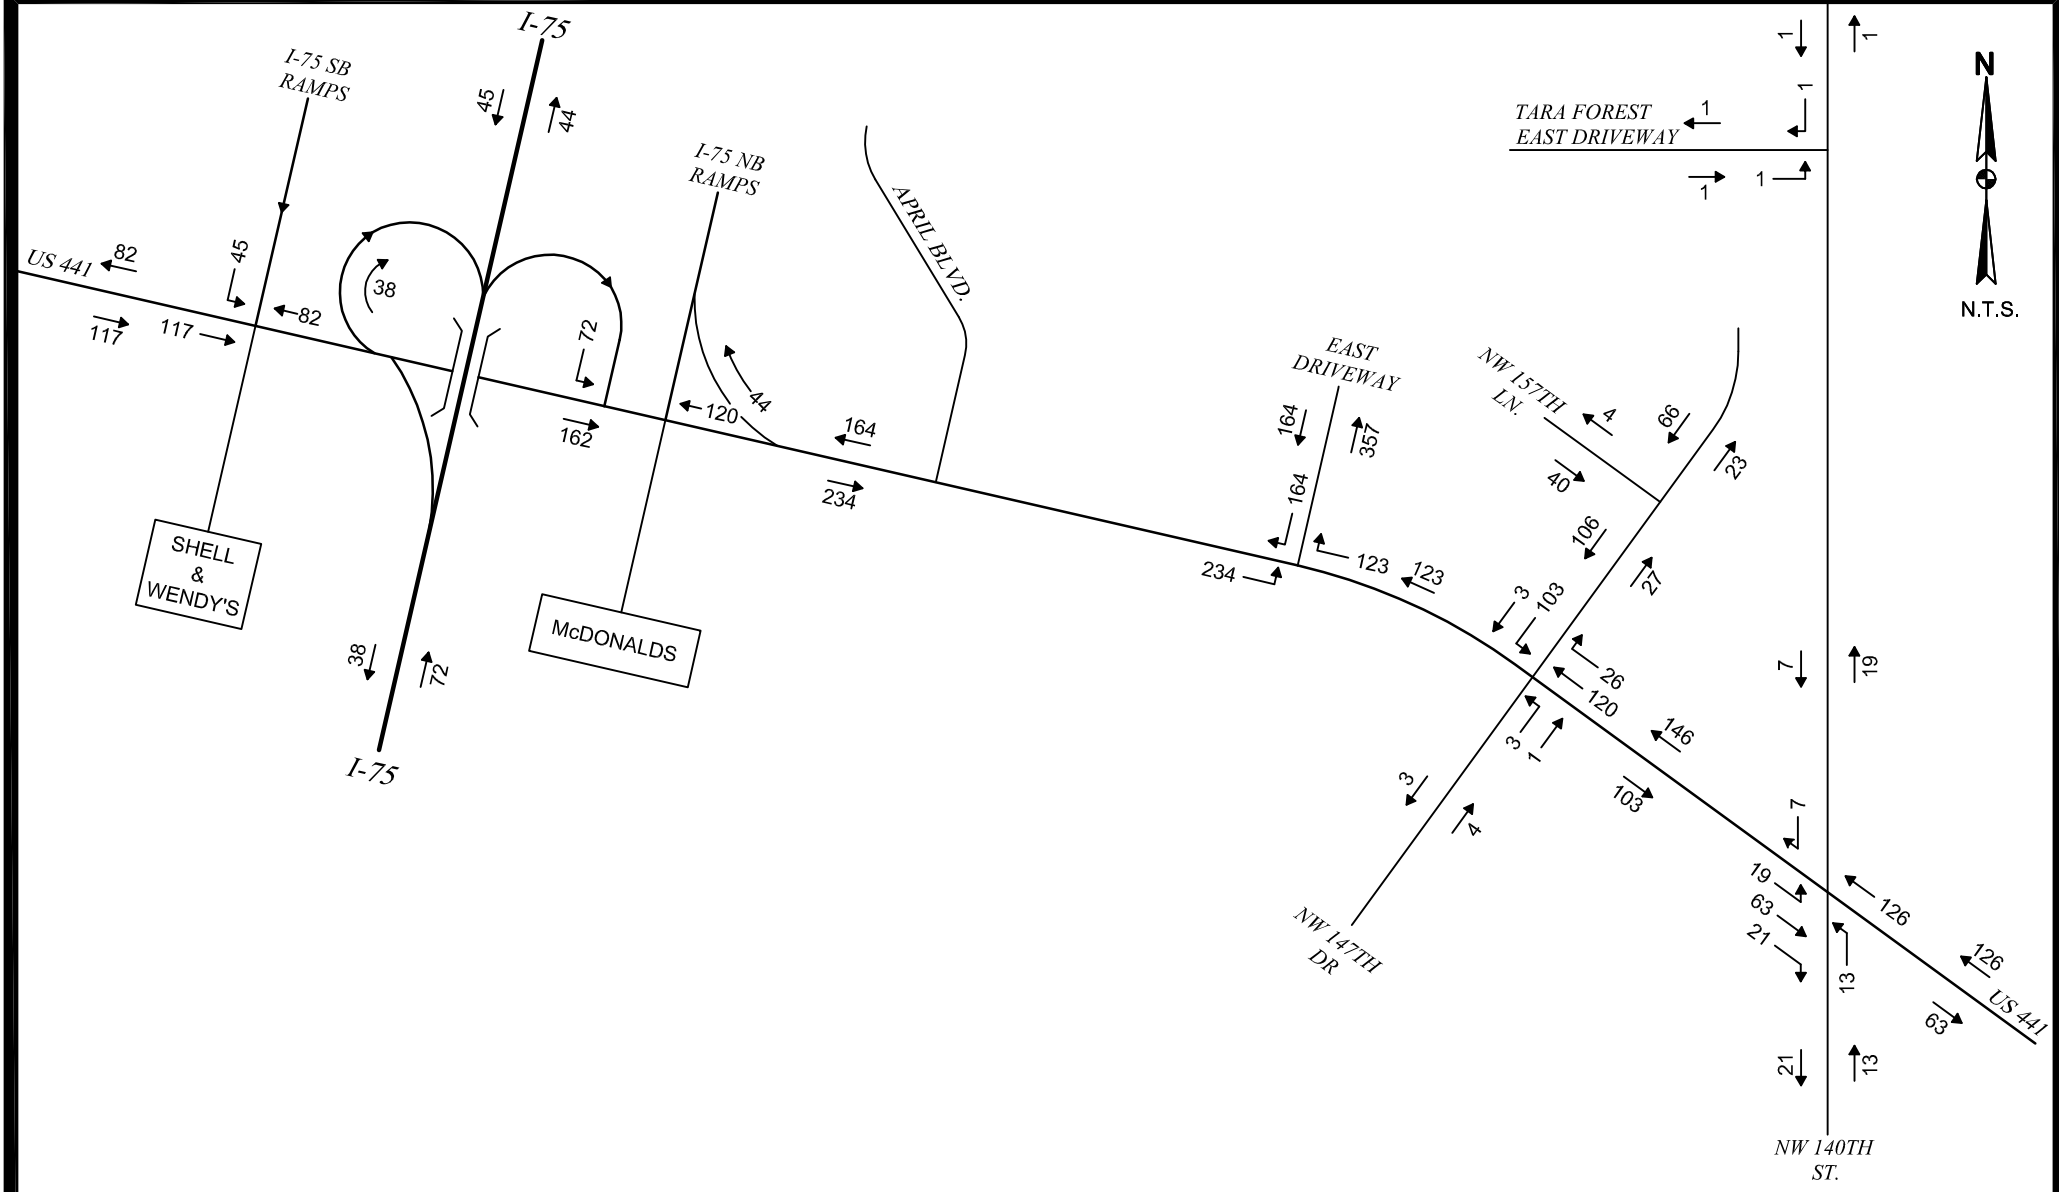 I-75
I-75 SB
RAMPS
45
44
I-75 NB
RAMPS
APRIL BLVD.
1
1
1
TARA FOREST
EAST DRIVEWAY
1
1
1
N
N.T.S.
US 441
82
45
38
82
117
117
72
162
120
44
164
234
EAST
DRIVEWAY
164
357
164
234
123
123
NW 157TH
LN.
4
40
66
23
106
27
3
103
26
120
3
1
146
103
3
4
NW 147TH
DR
7
19
7
19
63
21
126
13
126
63
US 441
21
13
NW 140TH
ST.
SHELL
&
WENDY'S
McDONALDS
38
72
I-75